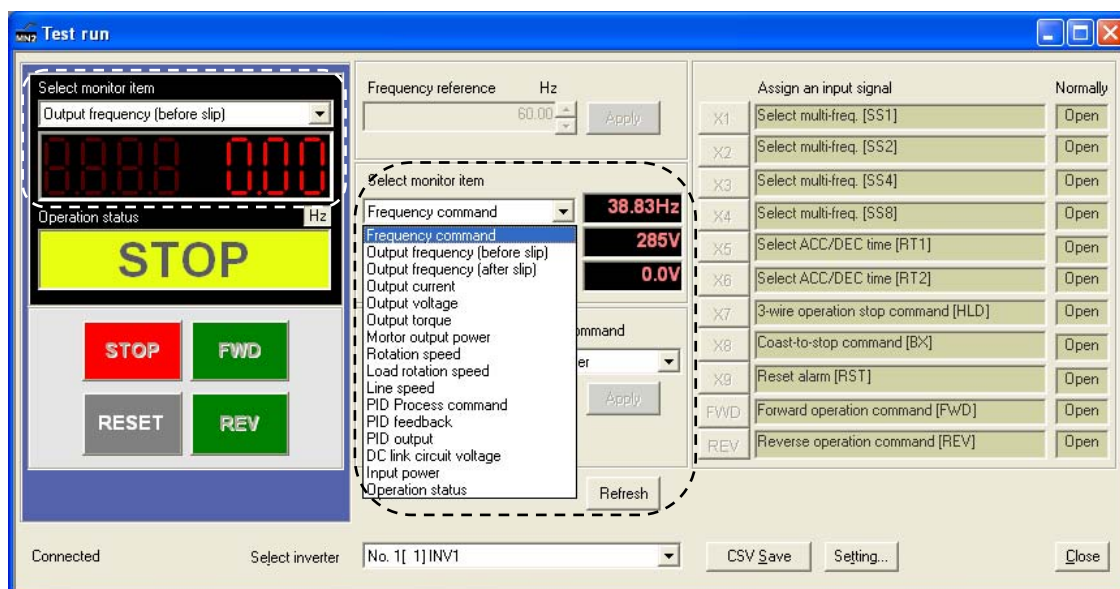 MN2 Test run
Select monitor item
Output frequency (before slip)
0.00
Operation status
Hz
STOP
STOP
FWD
RESET
REV
Frequency reference Hz
60.00
Apply
Select monitor item
Frequency command
38.83Hz
285V
0.0V
Frequency command
Output frequency (before slip)
Output frequency (after slip)
Output current
Output voltage
Output torque
Mortor output power
Rotation speed
Load rotation speed
Line speed
PID Process command
PID feedback
PID output
DC link circuit voltage
Input power
Operation status
mmand
er
Apply
Refresh
Assign an input signal Normally
X1 Select multi-freq. [SS1] Open
X2 Select multi-freq. [SS2] Open
X3 Select multi-freq. [SS4] Open
X4 Select multi-freq. [SS8] Open
X5 Select ACC/DEC time [RT1] Open
X6 Select ACC/DEC time [RT2] Open
X7 3-wire operation stop command [HLD] Open
X8 Coast-to-stop command [BX] Open
X9 Reset alarm [RST] Open
FWD Forward operation command [FWD] Open
REV Reverse operation command [REV] Open
Connected
Select inverter
No. 1[ 1] INV1
CSV Save
Setting...
Close